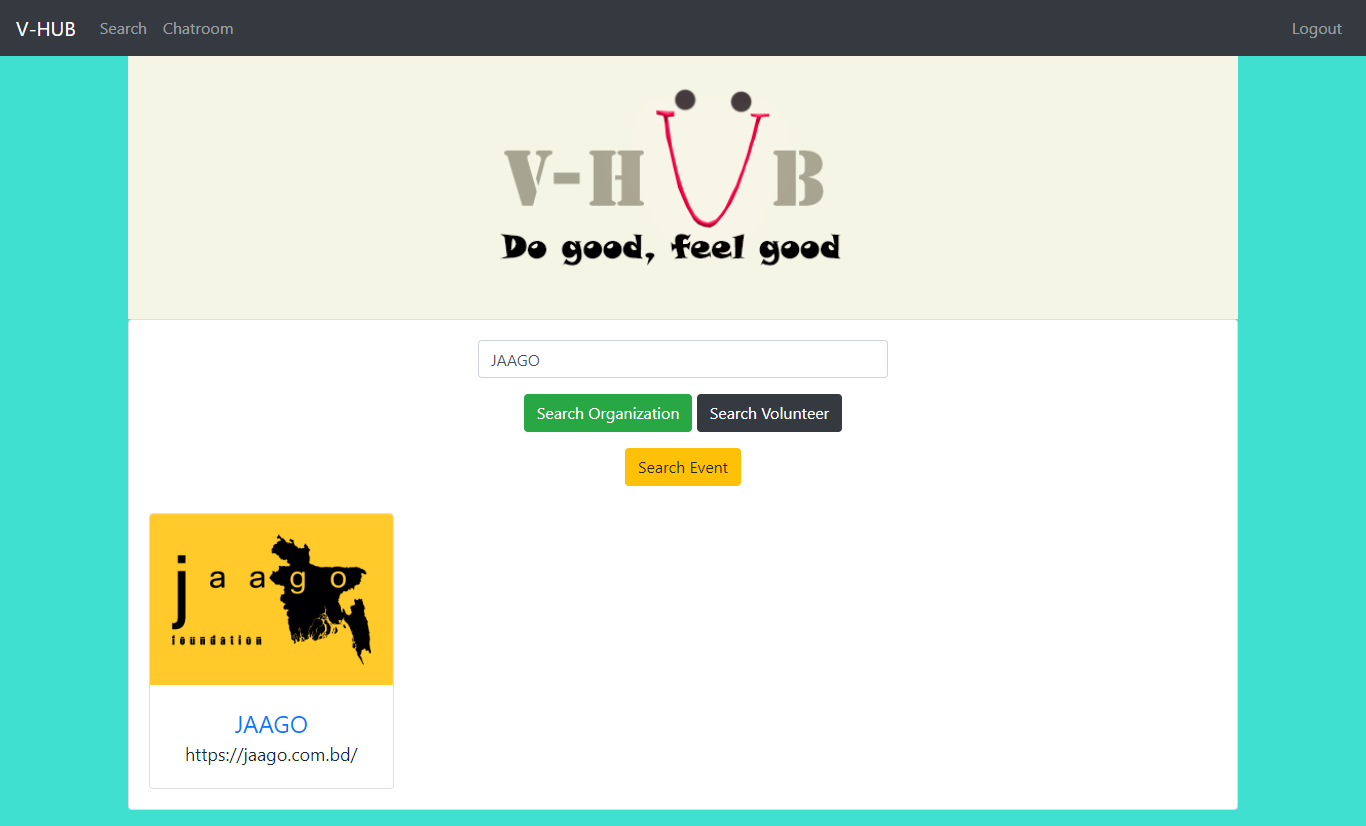 V-HUB Search Chatroom Logout
V-HUB
Do good, feel good
JAAGO
Search Organization Search Volunteer
Search Event
jaago
foundation
JAAGO
https://jaago.com.bd/